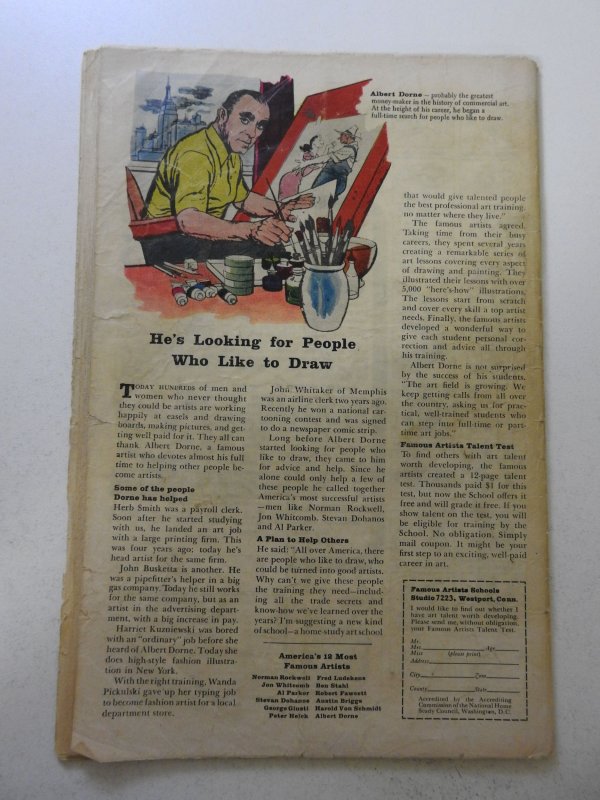 Albert Dorne — probably the greatest
money-maker in the history of commercial art.
At the height of his career, he began a
full-time search for people who like to draw.
He's Looking for People
Who Like to Draw
TODAY HUNDREDS of men and
women who never thought
they could be artists are working
happily at easels and drawing
boards, making pictures, and get-
ting well paid for it. They all can
thank Albert Dorne, a famous
artist who devotes almost his full
time to helping other people be-
come artists.
Some of the people
Dorne has helped
Herb Smith was a payroll clerk.
Soon after he started studying
with us, he landed an art job
with a large printing firm. This
was four years ago; today he's
head artist for the same firm.
John Busketta is another. He
was a pipefitter's helper in a big
gas company. Today he still works
for the same company, but as an
artist in the advertising depart-
ment, with a big increase in pay.
Harriet Kuzniewski was bored
with an "ordinary" job before she
heard of Albert Dorne. Today she
does high-style fashion illustra-
tion in New York.
With the right training, Wanda
Pickulski gave up her typing job
to become fashion artist for a local
department store.
John Whitaker of Memphis
was an airline clerk two years ago.
Recently he won a national car-
tooning contest and was signed
to do a newspaper comic strip.
Long before Albert Dorne
started looking for people who
like to draw, they came to him
for advice and help. Since he
alone could only help a few of
these people he called together
America's most successful artists
—men like Norman Rockwell,
Jon Whitcomb, Stevan Dohanos
and Al Parker.
A Plan to Help Others
He said: "All over America, there
are people who like to draw, who
could be turned into good artists.
Why can't we give these people
the training they need—includ-
ing all the trade secrets and
know-how we've learned over the
years? I'm suggesting a new kind
of school—a home-study art school
that would give talented people
the best professional art training,
no matter where they live."
The famous artists agreed.
Taking time from their busy
careers, they spent several years
creating a remarkable series of
art lessons covering every aspect
of drawing and painting. They
illustrated their lessons with over
5,000 "here's-how" illustrations.
The lessons start from scratch
and cover every skill a top artist
needs. Finally, the famous artists
developed a wonderful way to
give each student personal cor-
rection and advice all through
his training.
Albert Dorne is not surprised
by the success of his students.
"The art field is growing. We
keep getting calls from all over
the country, asking us for prac-
tical, well-trained students who
can step into full-time or part-
time art jobs."
Famous Artists Talent Test
To find others with art talent
worth developing, the famous
artists created a 12-page talent
test. Thousands paid $1 for this
test, but now the School offers it
free and will grade it free. If you
show talent on the test, you will
be eligible for training by the
School. No obligation. Simply
mail coupon. It might be your
first step to an exciting, well-paid
career in art.
America's 12 Most
Famous Artists
Norman Rockwell Fred Ludekens
Jon Whitcomb Ben Stahl
Al Parker Robert Fawcett
Stevan Dohanos Austin Briggs
George Giusti Harold Von Schmidt
Peter Helck Albert Dorne
Famous Artists Schools
Studio 7223, Westport, Conn.
I would like to find out whether I
have art talent worth developing.
Please send me, without obligation,
your Famous Artists Talent Test.
Mr.
Mrs. Age
Miss (please print)
Address
City Zone
County State
Accredited by the Accrediting
Commission of the National Home
Study Council, Washington, D.C.